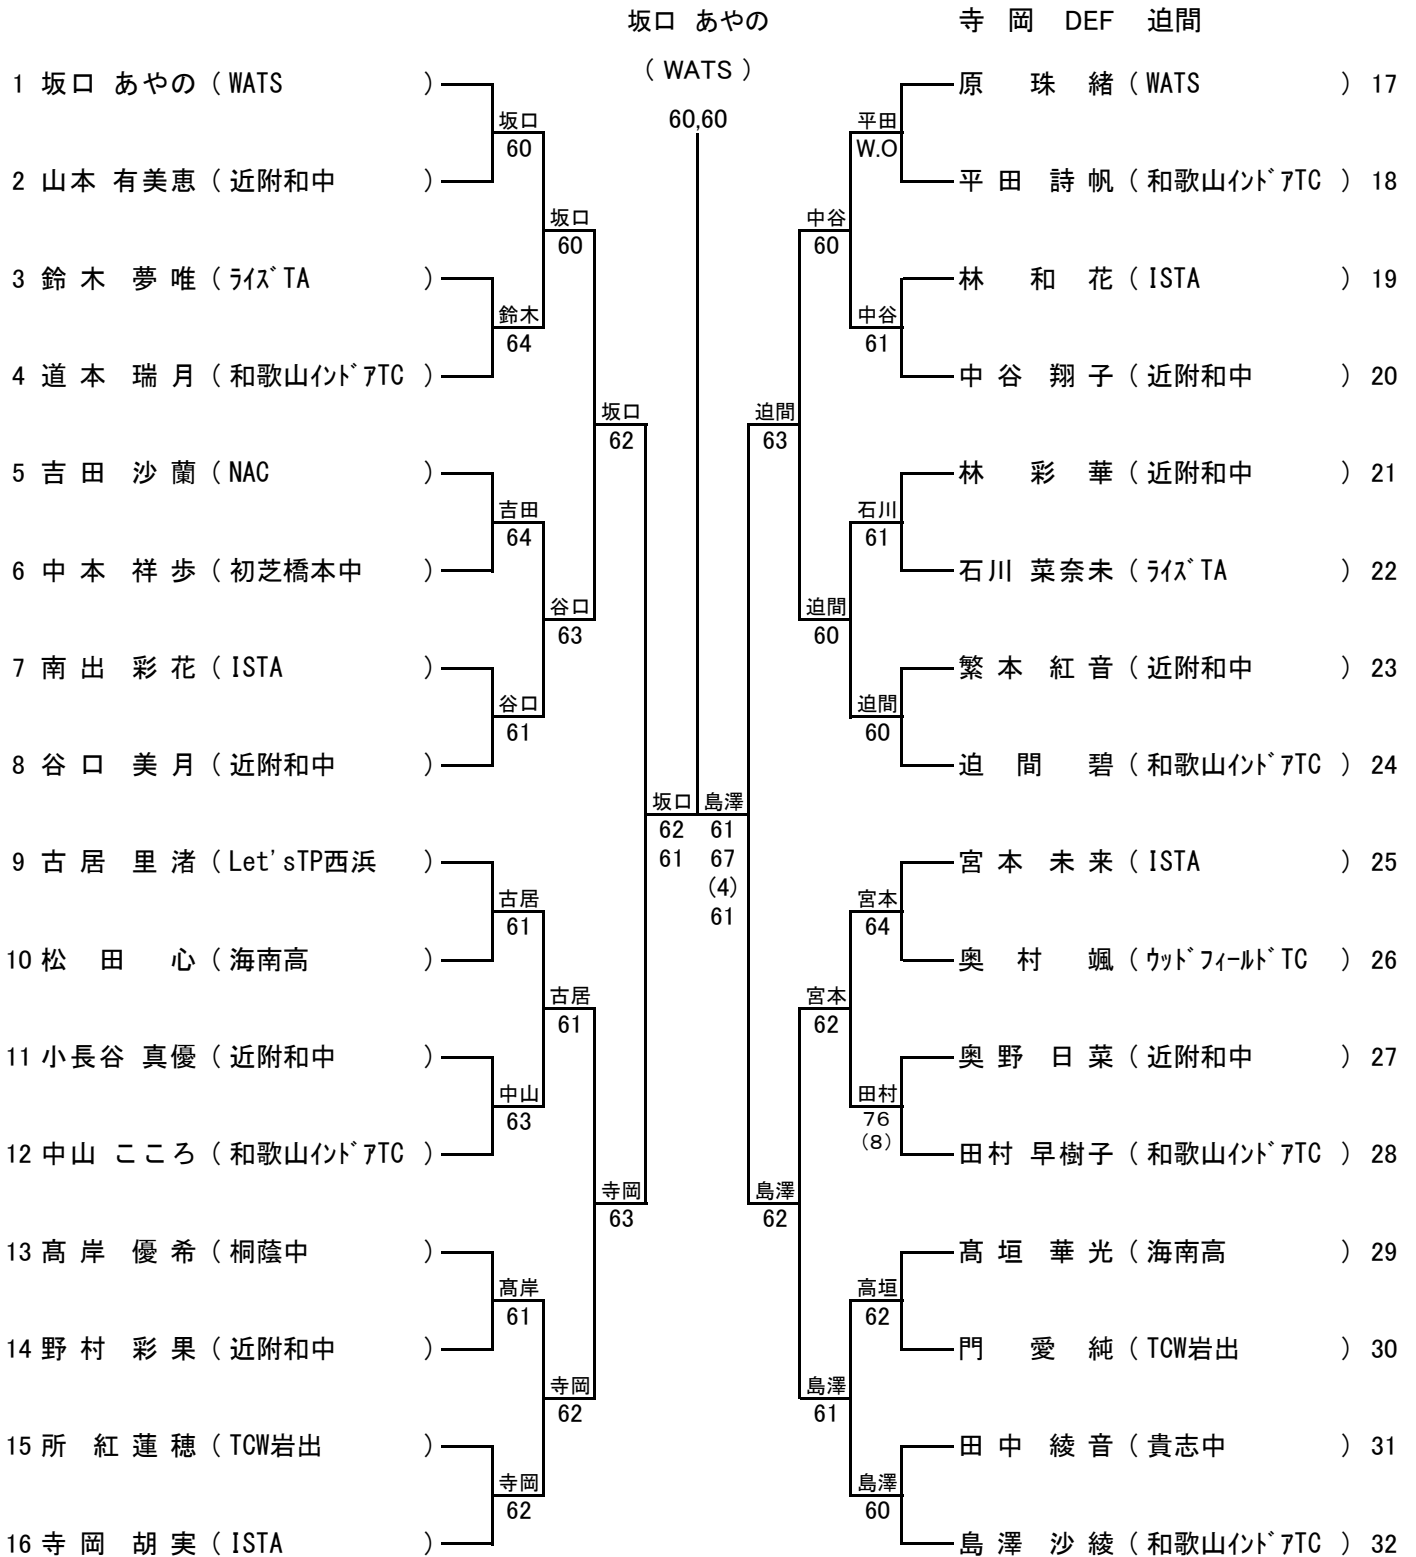 坂口 あやの 寺 岡 DEF 迫間
( WATS )
60,60
1 坂口 あやの ( WATS )
坂口
60
2 山本 有美恵 ( 近附和中 )
坂口
60
3 鈴 木 夢 唯 ( ﾗｲｽﾞTA )
鈴木
64
4 道 本 瑞 月 ( 和歌山ｲﾝﾄﾞｱTC )
坂口
62
5 吉 田 沙 蘭 ( NAC )
吉田
64
6 中 本 祥 歩 ( 初芝橋本中 )
谷口
63
7 南 出 彩 花 ( ISTA )
谷口
61
8 谷 口 美 月 ( 近附和中 )
坂口
62
61
9 古 居 里 渚 ( Let'sTP西浜 )
古居
61
10 松 田 心 ( 海南高 )
古居
61
11 小長谷 真優 ( 近附和中 )
中山
63
12 中山 こころ ( 和歌山ｲﾝﾄﾞｱTC )
寺岡
63
13 髙 岸 優 希 ( 桐蔭中 )
髙岸
61
14 野 村 彩 果 ( 近附和中 )
寺岡
62
15 所 紅 蓮 穂 ( TCW岩出 )
寺岡
62
16 寺 岡 胡 実 ( ISTA )
原 珠 緒 ( WATS ) 17
平田
W.O
平 田 詩 帆 ( 和歌山ｲﾝﾄﾞｱTC ) 18
中谷
60
林 和 花 ( ISTA ) 19
中谷
61
中 谷 翔 子 ( 近附和中 ) 20
迫間
63
林 彩 華 ( 近附和中 ) 21
石川
61
石川 菜奈未 ( ﾗｲｽﾞTA ) 22
迫間
60
繁 本 紅 音 ( 近附和中 ) 23
迫間
60
迫 間 碧 ( 和歌山ｲﾝﾄﾞｱTC ) 24
島澤
61
67
(4)
61
宮 本 未 来 ( ISTA ) 25
宮本
64
奥 村 颯 ( ｳｯﾄﾞﾌｨｰﾙﾄﾞTC ) 26
宮本
62
奥 野 日 菜 ( 近附和中 ) 27
田村
76
(8)
田村 早樹子 ( 和歌山ｲﾝﾄﾞｱTC ) 28
島澤
62
髙 垣 華 光 ( 海南高 ) 29
高垣
62
門 愛 純 ( TCW岩出 ) 30
島澤
61
田 中 綾 音 ( 貴志中 ) 31
島澤
60
島 澤 沙 綾 ( 和歌山ｲﾝﾄﾞｱTC ) 32